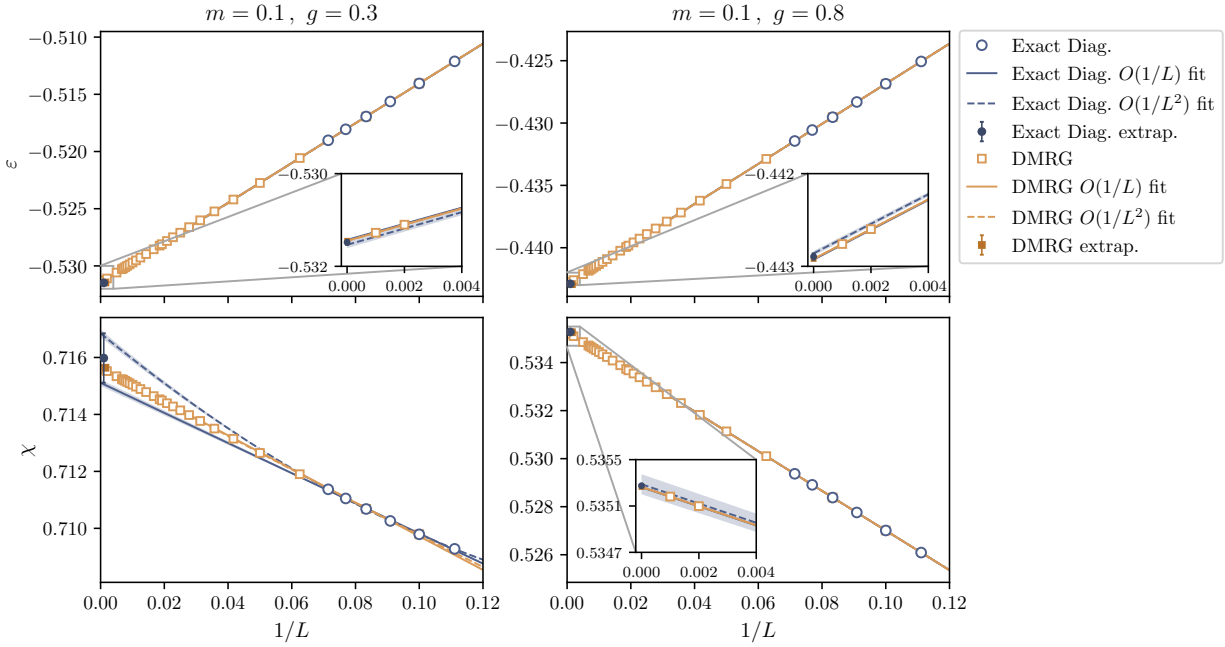 m = 0.1 , g = 0.3
m = 0.1 , g = 0.8
−0.510
−0.515
−0.520
−0.525
−0.530
ε
−0.530
−0.532
0.000
0.002
0.004
−0.425
−0.430
−0.435
−0.440
−0.442
−0.443
0.000
0.002
0.004
Exact Diag.
Exact Diag. O(1/L) fit
Exact Diag. O(1/L²) fit
Exact Diag. extrap.
DMRG
DMRG O(1/L) fit
DMRG O(1/L²) fit
DMRG extrap.
0.716
0.714
0.712
0.710
χ
0.00 0.02 0.04 0.06 0.08 0.10 0.12
1/L
0.534
0.532
0.530
0.528
0.526
0.5355
0.5351
0.5347
0.000 0.002 0.004
0.00 0.02 0.04 0.06 0.08 0.10 0.12
1/L